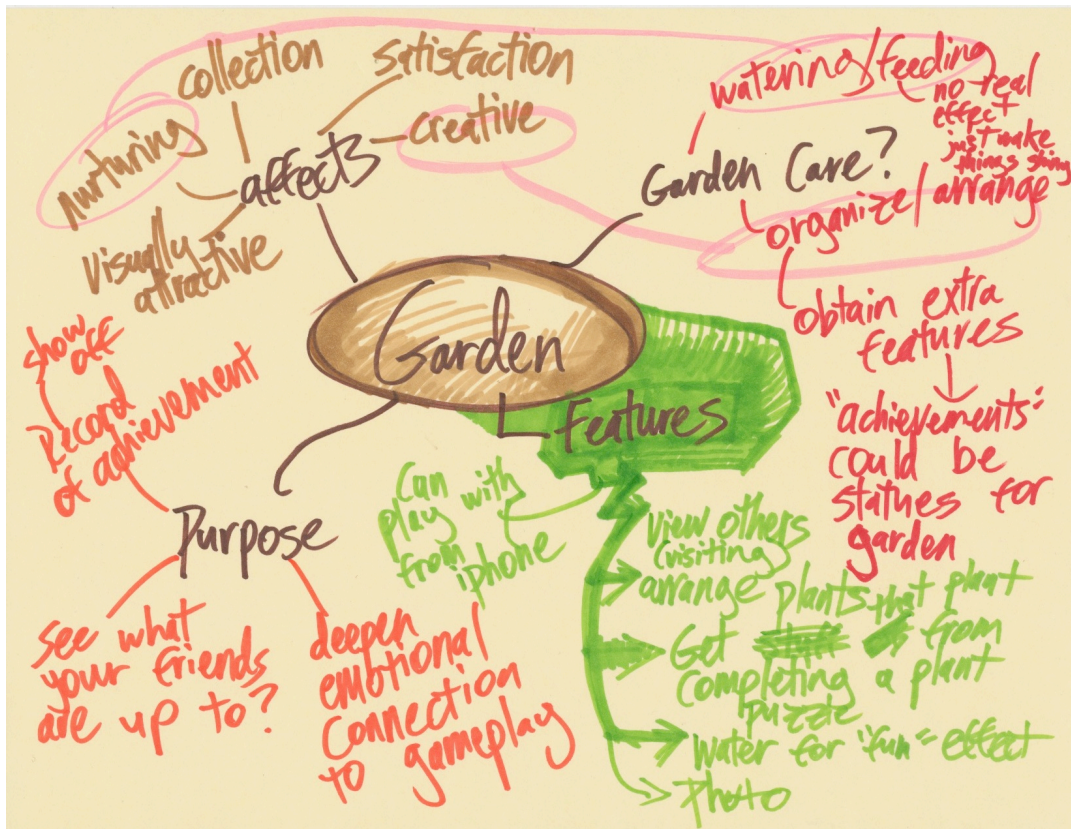 collection
satisfaction
nurturing
creative
affects
visually
attractive
watering/feeding
no real
effect
just make
things shiny
Garden Care?
organize/arrange
obtain extra
features
"achievements"
could be
statues for
garden
Garden
Features
show
off
Record
of achievement
Purpose
see what
your friends
are up to?
deepen
emotional
connection
to gameplay
Can
play with
from
iphone
View others
(visiting
arrange plants
Get that plant from
completing a plant
puzzle
Water for "fun" effect
Photo